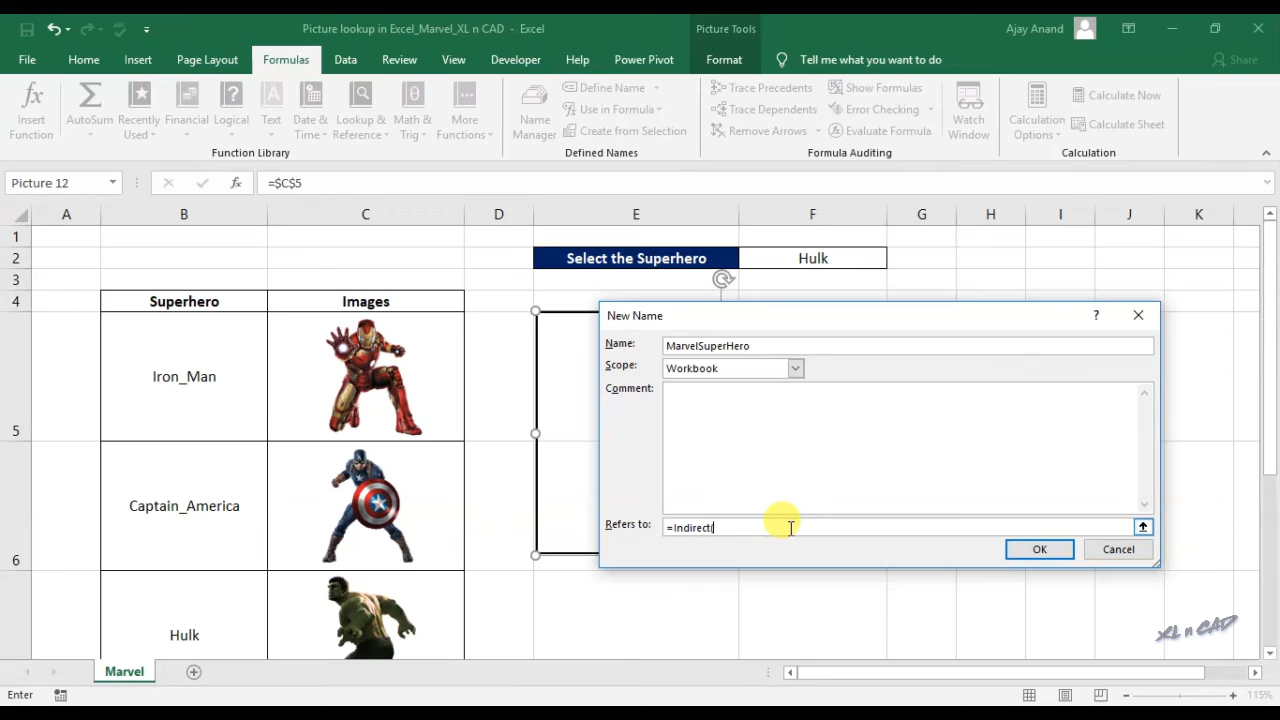 Picture lookup in Excel_Marvel_XL n CAD - Excel
Picture Tools
Ajay Anand
File
Home
Insert
Page Layout
Formulas
Data
Review
View
Developer
Help
Power Pivot
Format
Tell me what you want to do
Share
fx
Insert
Function
Σ
AutoSum
Recently
Used
Financial
Logical
Text
Date &
Time
Lookup &
Reference
Math &
Trig
More
Functions
Function Library
Name
Manager
Define Name
Use in Formula
Create from Selection
Defined Names
Trace Precedents
Trace Dependents
Remove Arrows
Show Formulas
Error Checking
Evaluate Formula
Formula Auditing
Watch
Window
Calculation
Options
Calculate Now
Calculate Sheet
Calculation
Picture 12
fx
=$C$5
A B C D E F G H I J K
1
2 Select the Superhero Hulk
3
4 Superhero Images
5 Iron_Man
6 Captain_America
Hulk
New Name
?
Name: MarvelSuperHero
Scope: Workbook
Comment:
Refers to: =Indirect(
OK Cancel
XL n CAD
Marvel
Enter
115%